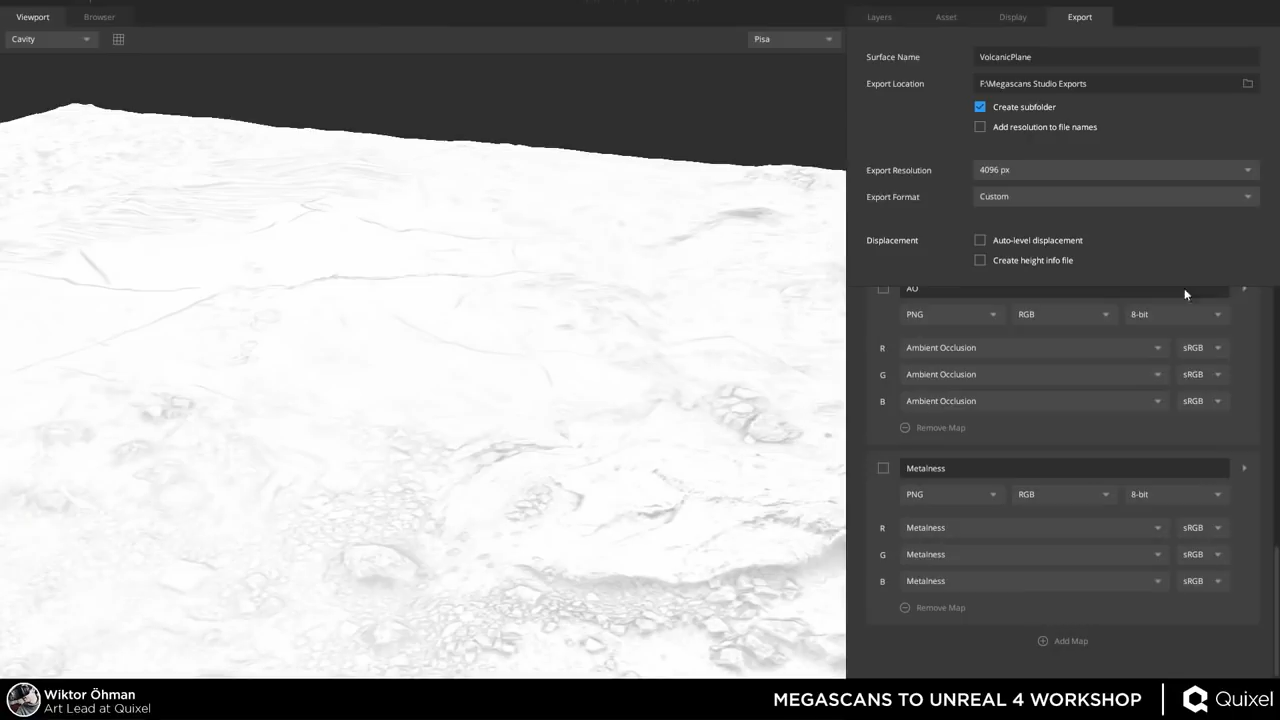 Viewport Browser
Layers Asset Display Export
Cavity
Pisa
Surface Name VolcanicPlane
Export Location F:\Megascans Studio Exports
Create subfolder
Add resolution to file names
Export Resolution 4096 px
Export Format Custom
Displacement Auto-level displacement
Create height info file
AO
PNG RGB 8-bit
R Ambient Occlusion sRGB
G Ambient Occlusion sRGB
B Ambient Occlusion sRGB
Remove Map
Metalness
PNG RGB 8-bit
R Metalness sRGB
G Metalness sRGB
B Metalness sRGB
Remove Map
Add Map
Wiktor Öhman
Art Lead at Quixel
MEGASCANS TO UNREAL 4 WORKSHOP
Quixel